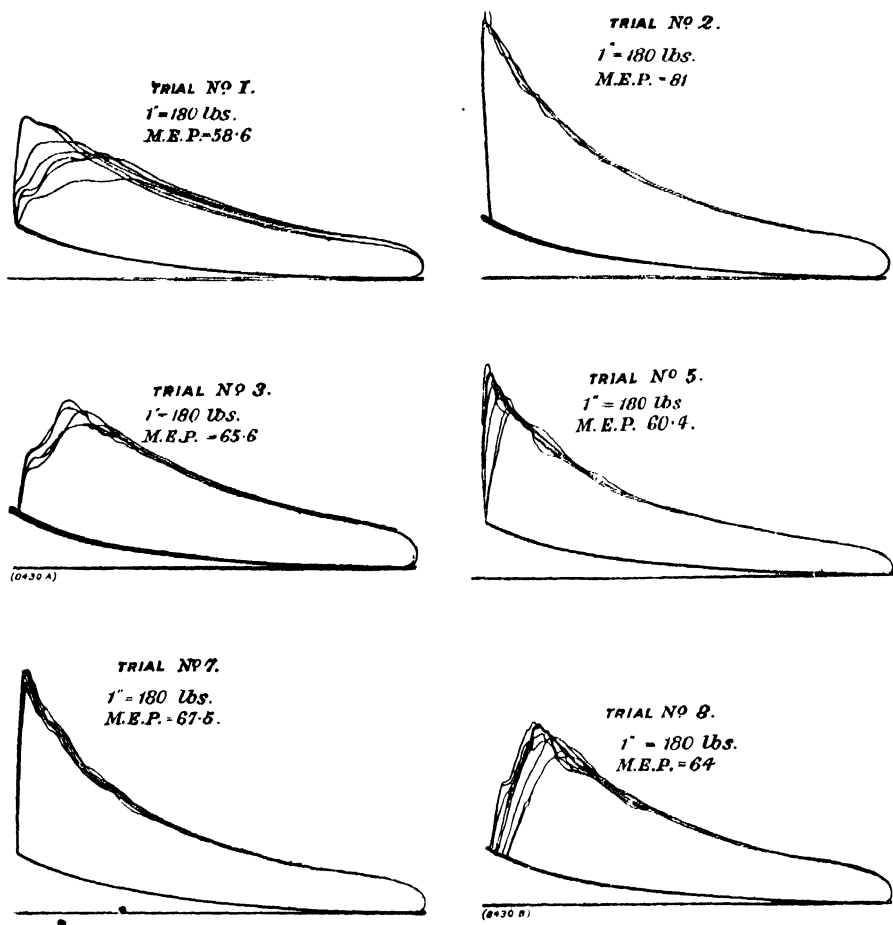 TRIAL Nº 1.
1" = 180 lbs.
M.E.P. = 58·6
TRIAL Nº 2.
1" = 180 lbs.
M.E.P. = 81
TRIAL Nº 3.
1" = 180 lbs.
M.E.P. = 65·6
(8430 A)
TRIAL Nº 5.
1" = 180 lbs
M.E.P. 60·4.
TRIAL Nº 7.
1" = 180 lbs.
M.E.P. = 67·5.
TRIAL Nº 8.
1" = 180 lbs.
M.E.P. = 64
(8430 B)